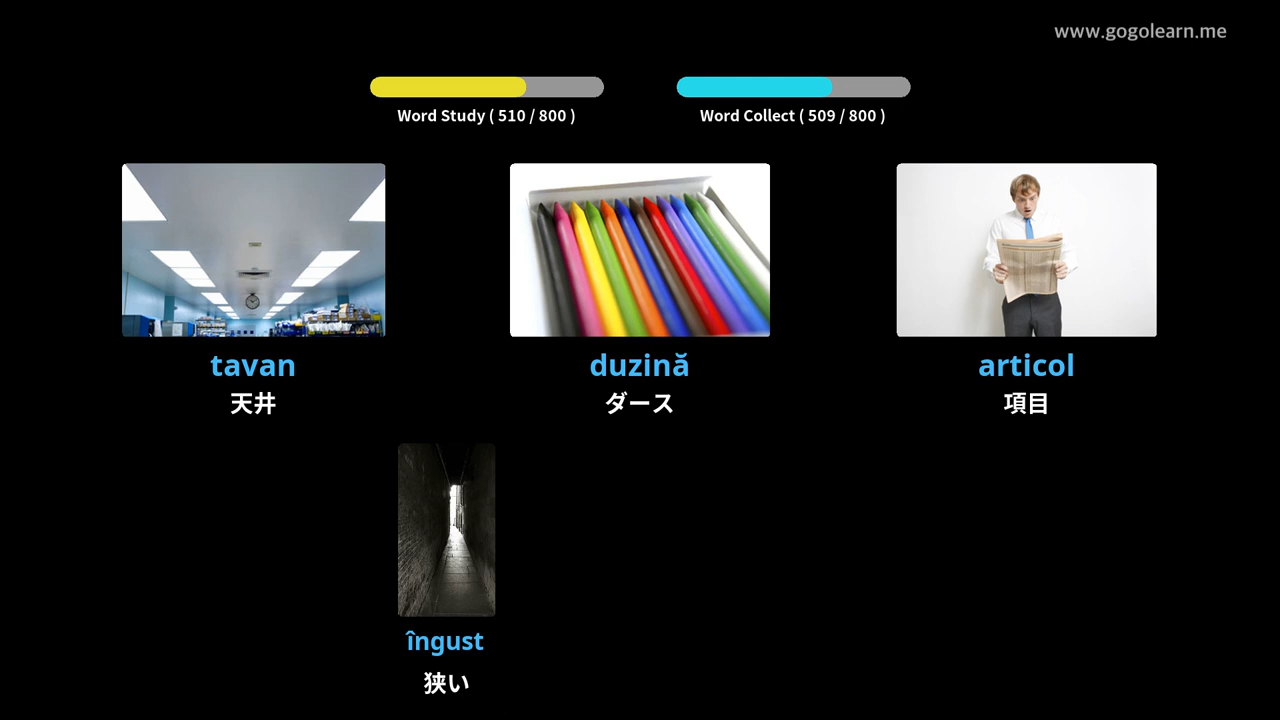 www.gogolearn.me
Word Study ( 510 / 800 )
Word Collect ( 509 / 800 )
tavan
天井
duzină
ダース
articol
項目
îngust
狭い